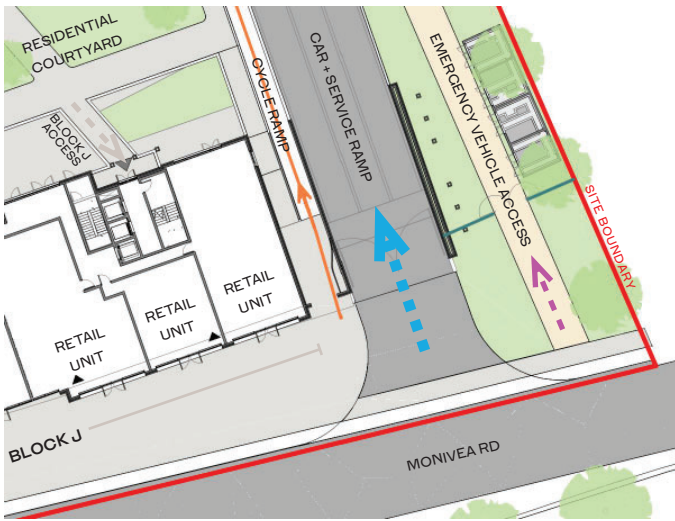 RESIDENTIAL
COURTYARD
BLOCK J
ACCESS
CYCLE RAMP
CAR + SERVICE RAMP
EMERGENCY VEHICLE ACCESS
SITE BOUNDARY
RETAIL
UNIT
RETAIL
UNIT
RETAIL
UNIT
BLOCK J
MONIVEA RD